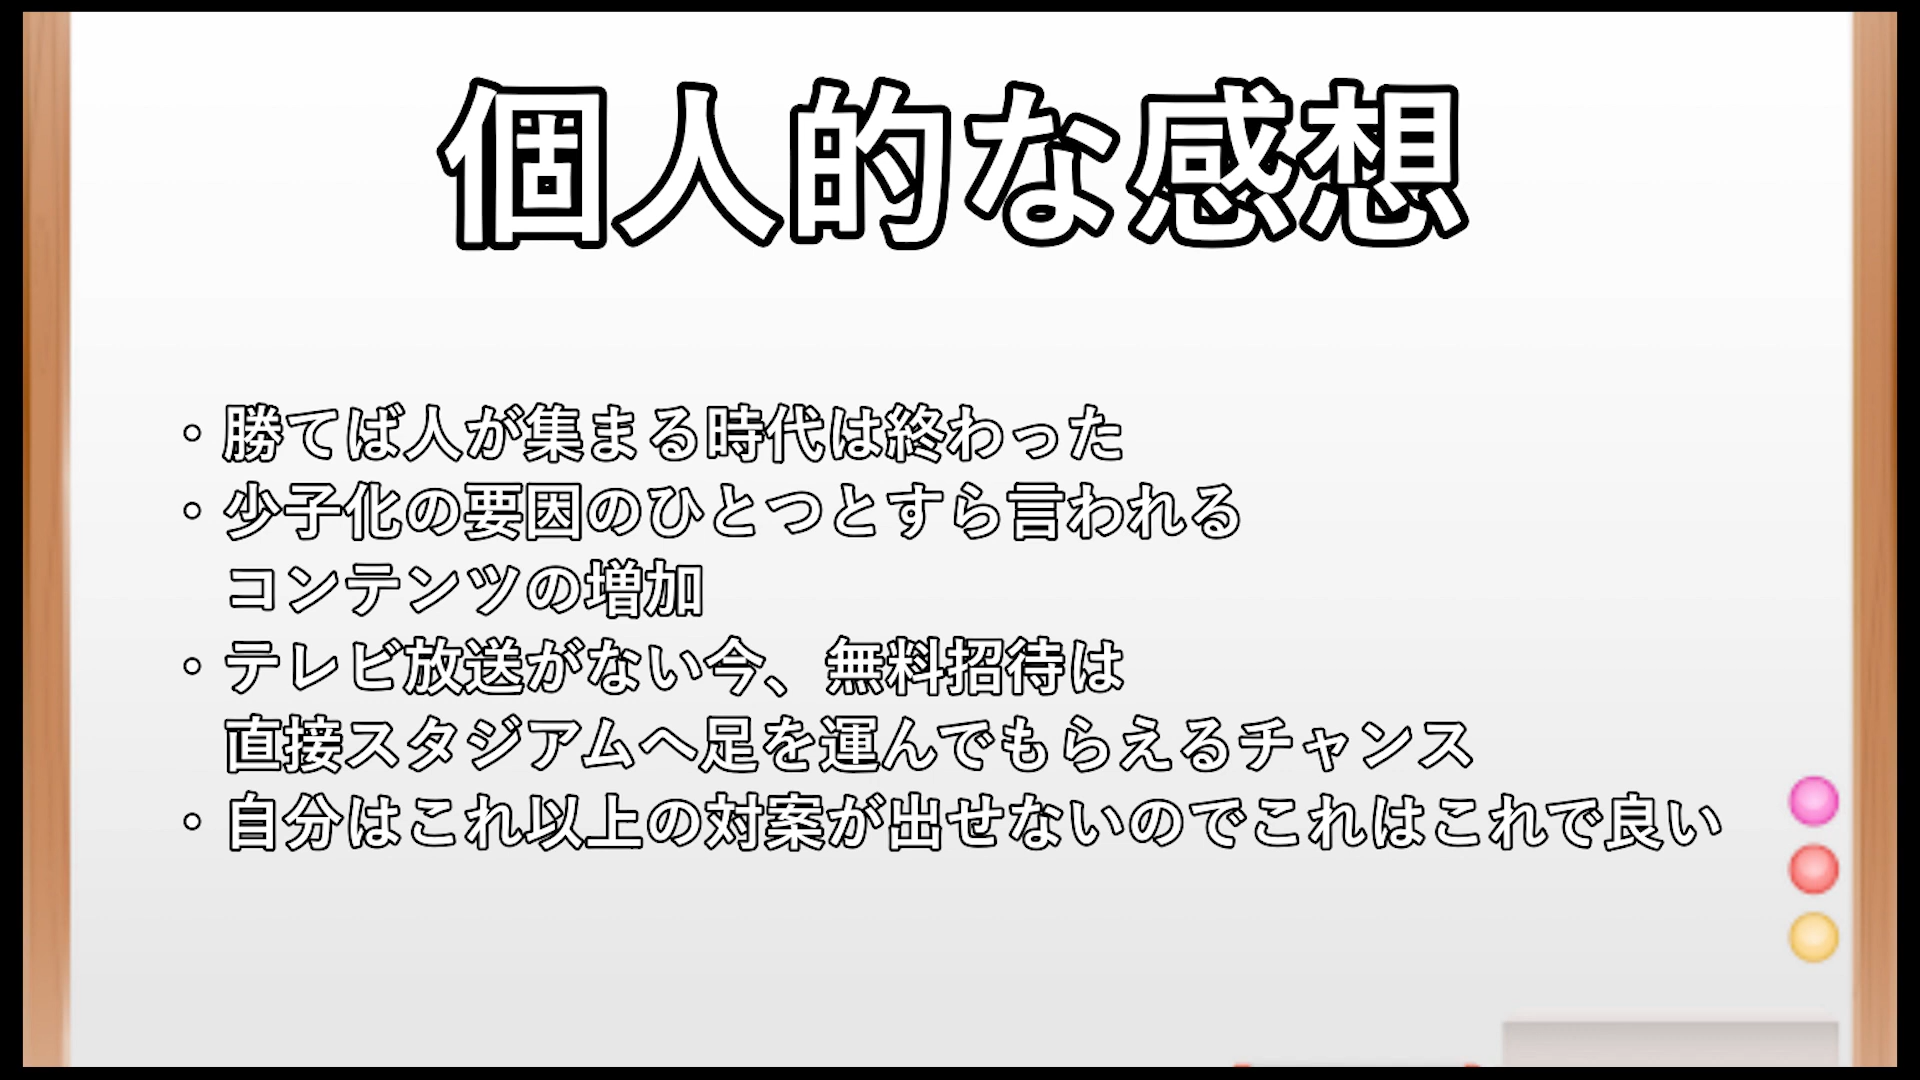 個人的な感想
・勝てば人が集まる時代は終わった
・少子化の要因のひとつとすら言われる
コンテンツの増加
・テレビ放送がない今、無料招待は
直接スタジアムへ足を運んでもらえるチャンス
・自分はこれ以上の対案が出せないのでこれはこれで良い